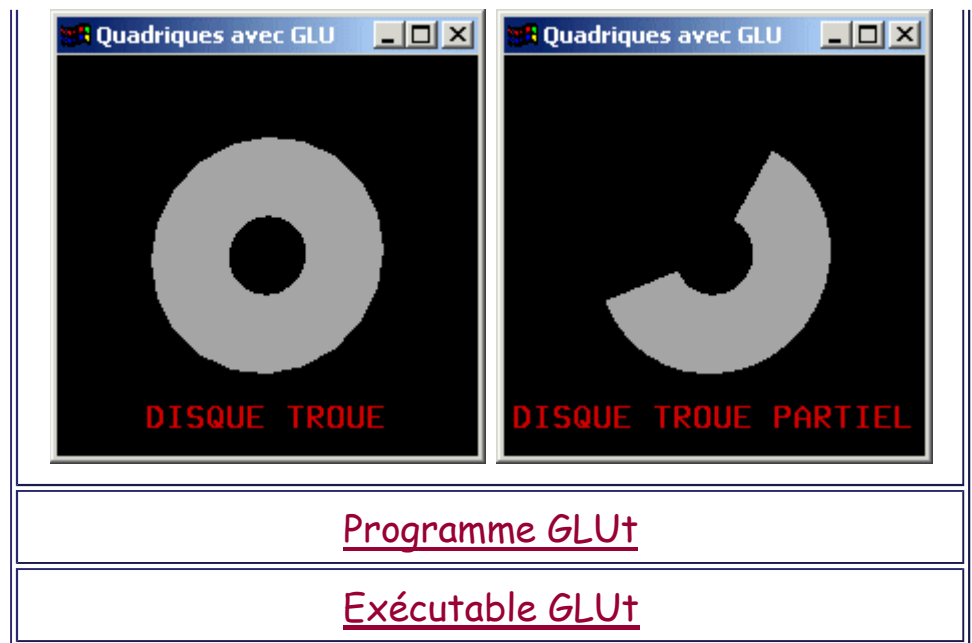 Quadriques avec GLU
Quadriques avec GLU
DISQUE TROUE
DISQUE TROUE PARTIEL
Programme GLUt
Exécutable GLUt